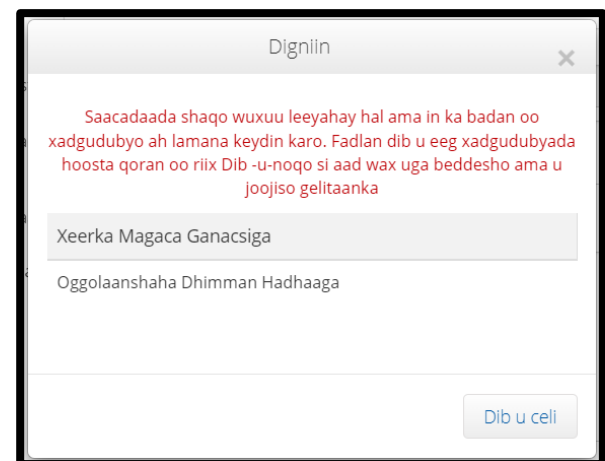 Digniin
×
Saacadaada shaqo wuxuu leeyahay hal ama in ka badan oo
xadgudubyo ah lamana keydin karo. Fadlan dib u eeg xadgudubyada
hoosta qoran oo riix Dib -u-noqo si aad wax uga beddesho ama u
joojiso gelitaanka
Xeerka Magaca Ganacsiga
Oggolaanshaha Dhimman Hadhaaga
Dib u celi